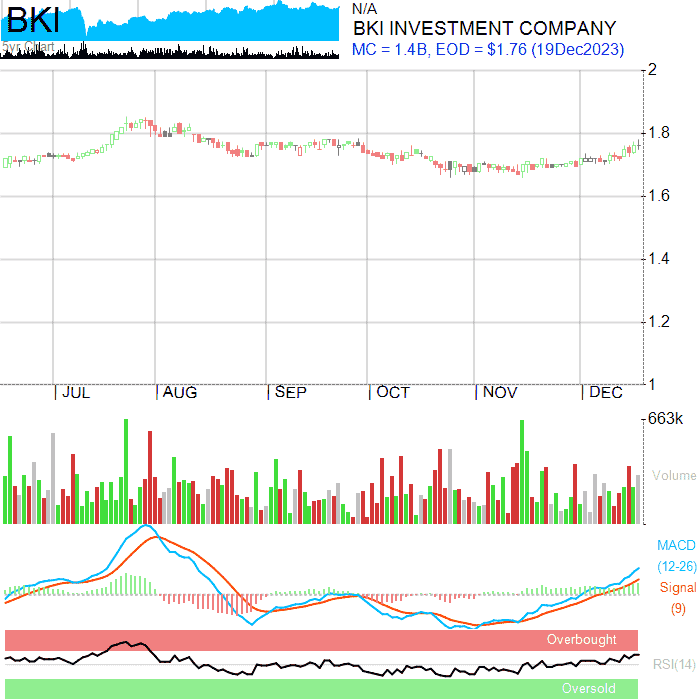 BKI
5yr Chart
N/A
BKI INVESTMENT COMPANY
MC = 1.4B, EOD = $1.76 (19Dec2023)
2
1.8
1.6
1.4
1.2
1
JUL
AUG
SEP
OCT
NOV
DEC
663k
Volume
MACD
(12-26)
Signal
(9)
Overbought
RSI(14)
Oversold